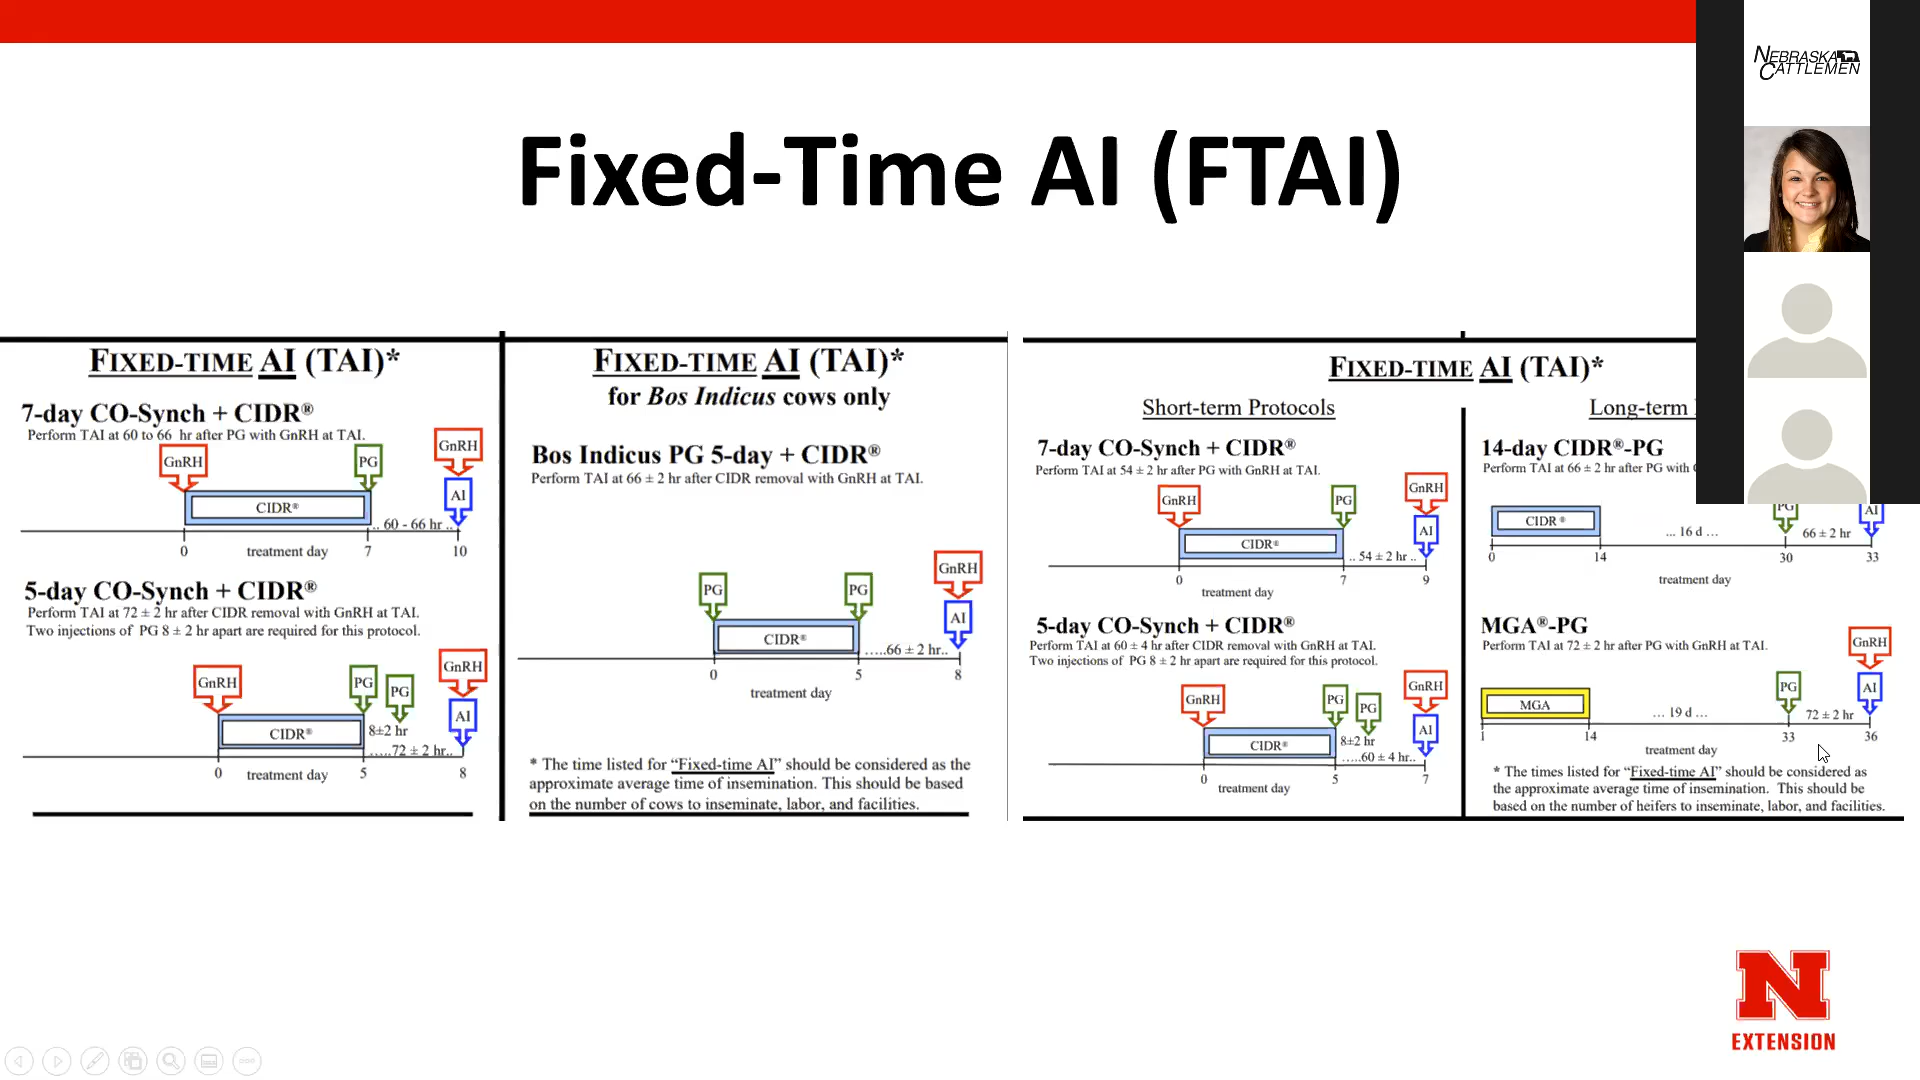 NEBRASKA
CATTLEMEN
Fixed-Time AI (FTAI)
FIXED-TIME AI (TAI)*
7-day CO-Synch + CIDR®
Perform TAI at 60 to 66 hr after PG with GnRH at TAI.
GnRH
PG
GnRH
AI
CIDR®
.. 60 - 66 hr ..
0
treatment day
7
10
5-day CO-Synch + CIDR®
Perform TAI at 72 ± 2 hr after CIDR removal with GnRH at TAI.
Two injections of PG 8 ± 2 hr apart are required for this protocol.
GnRH
PG
PG
GnRH
AI
CIDR®
8±2 hr
.....72 ± 2 hr..
0
treatment day
5
8
FIXED-TIME AI (TAI)*
for Bos Indicus cows only
Bos Indicus PG 5-day + CIDR®
Perform TAI at 66 ± 2 hr after CIDR removal with GnRH at TAI.
PG
PG
GnRH
AI
CIDR®
.....66 ± 2 hr..
0
5
8
treatment day
* The time listed for “Fixed-time AI” should be considered as the
approximate average time of insemination. This should be based
on the number of cows to inseminate, labor, and facilities.
FIXED-TIME AI (TAI)*
Short-term Protocols
7-day CO-Synch + CIDR®
Perform TAI at 54 ± 2 hr after PG with GnRH at TAI.
GnRH
PG
GnRH
AI
CIDR®
.. 54 ± 2 hr ..
0
7
9
treatment day
5-day CO-Synch + CIDR®
Perform TAI at 60 ± 4 hr after CIDR removal with GnRH at TAI.
Two injections of PG 8 ± 2 hr apart are required for this protocol.
GnRH
PG
PG
GnRH
AI
CIDR®
8±2 hr
.....60 ± 4 hr..
0
5
7
treatment day
Long-term
14-day CIDR®-PG
Perform TAI at 66 ± 2 hr after PG with
CIDR®
PG
AI
... 16 d ...
66 ± 2 hr
0
14
30
33
treatment day
MGA®-PG
Perform TAI at 72 ± 2 hr after PG with GnRH at TAI.
GnRH
PG
AI
MGA
... 19 d ...
72 ± 2 hr
1
14
33
36
treatment day
* The times listed for “Fixed-time AI” should be considered as
the approximate average time of insemination. This should be
based on the number of heifers to inseminate, labor, and facilities.
N
EXTENSION